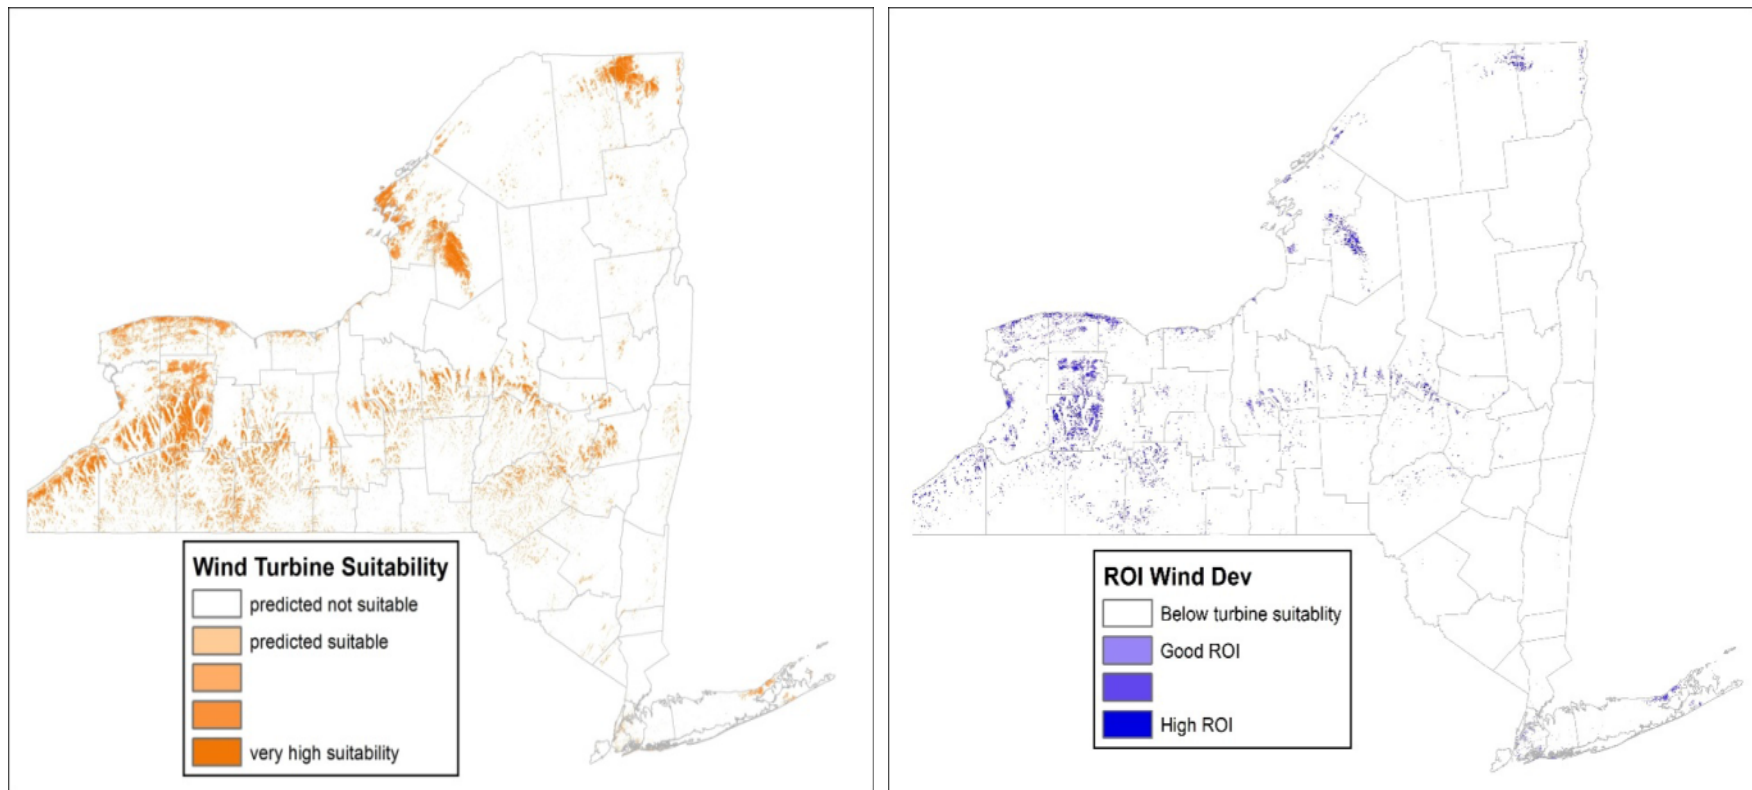 Wind Turbine Suitability
predicted not suitable
predicted suitable
very high suitability
ROI Wind Dev
Below turbine suitablity
Good ROI
High ROI